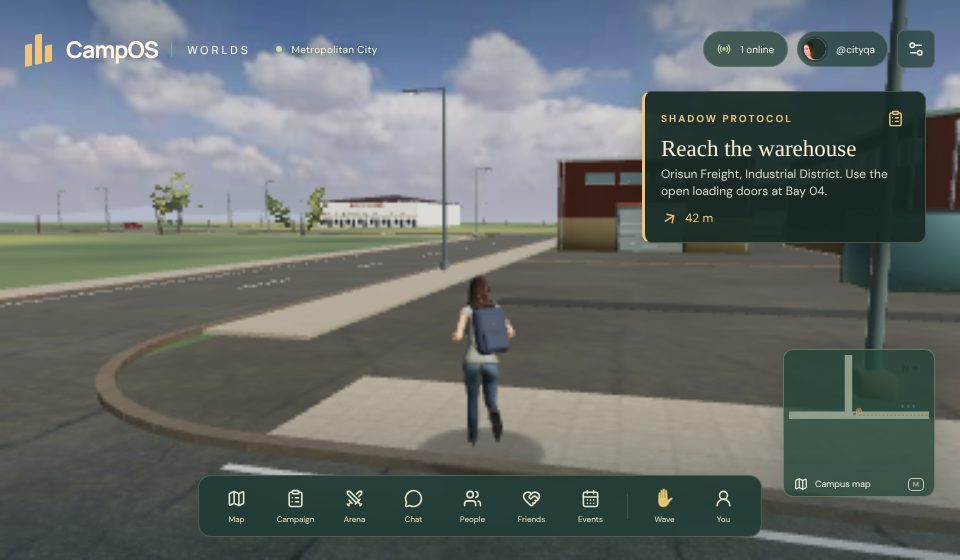 CampOS
WORLDS
Metropolitan City
1 online
@cityqa
SHADOW PROTOCOL
Reach the warehouse
Orisun Freight, Industrial District. Use the
open loading doors at Bay 04.
42 m
Campus map
M
Map
Campaign
Arena
Chat
People
Friends
Events
Wave
You